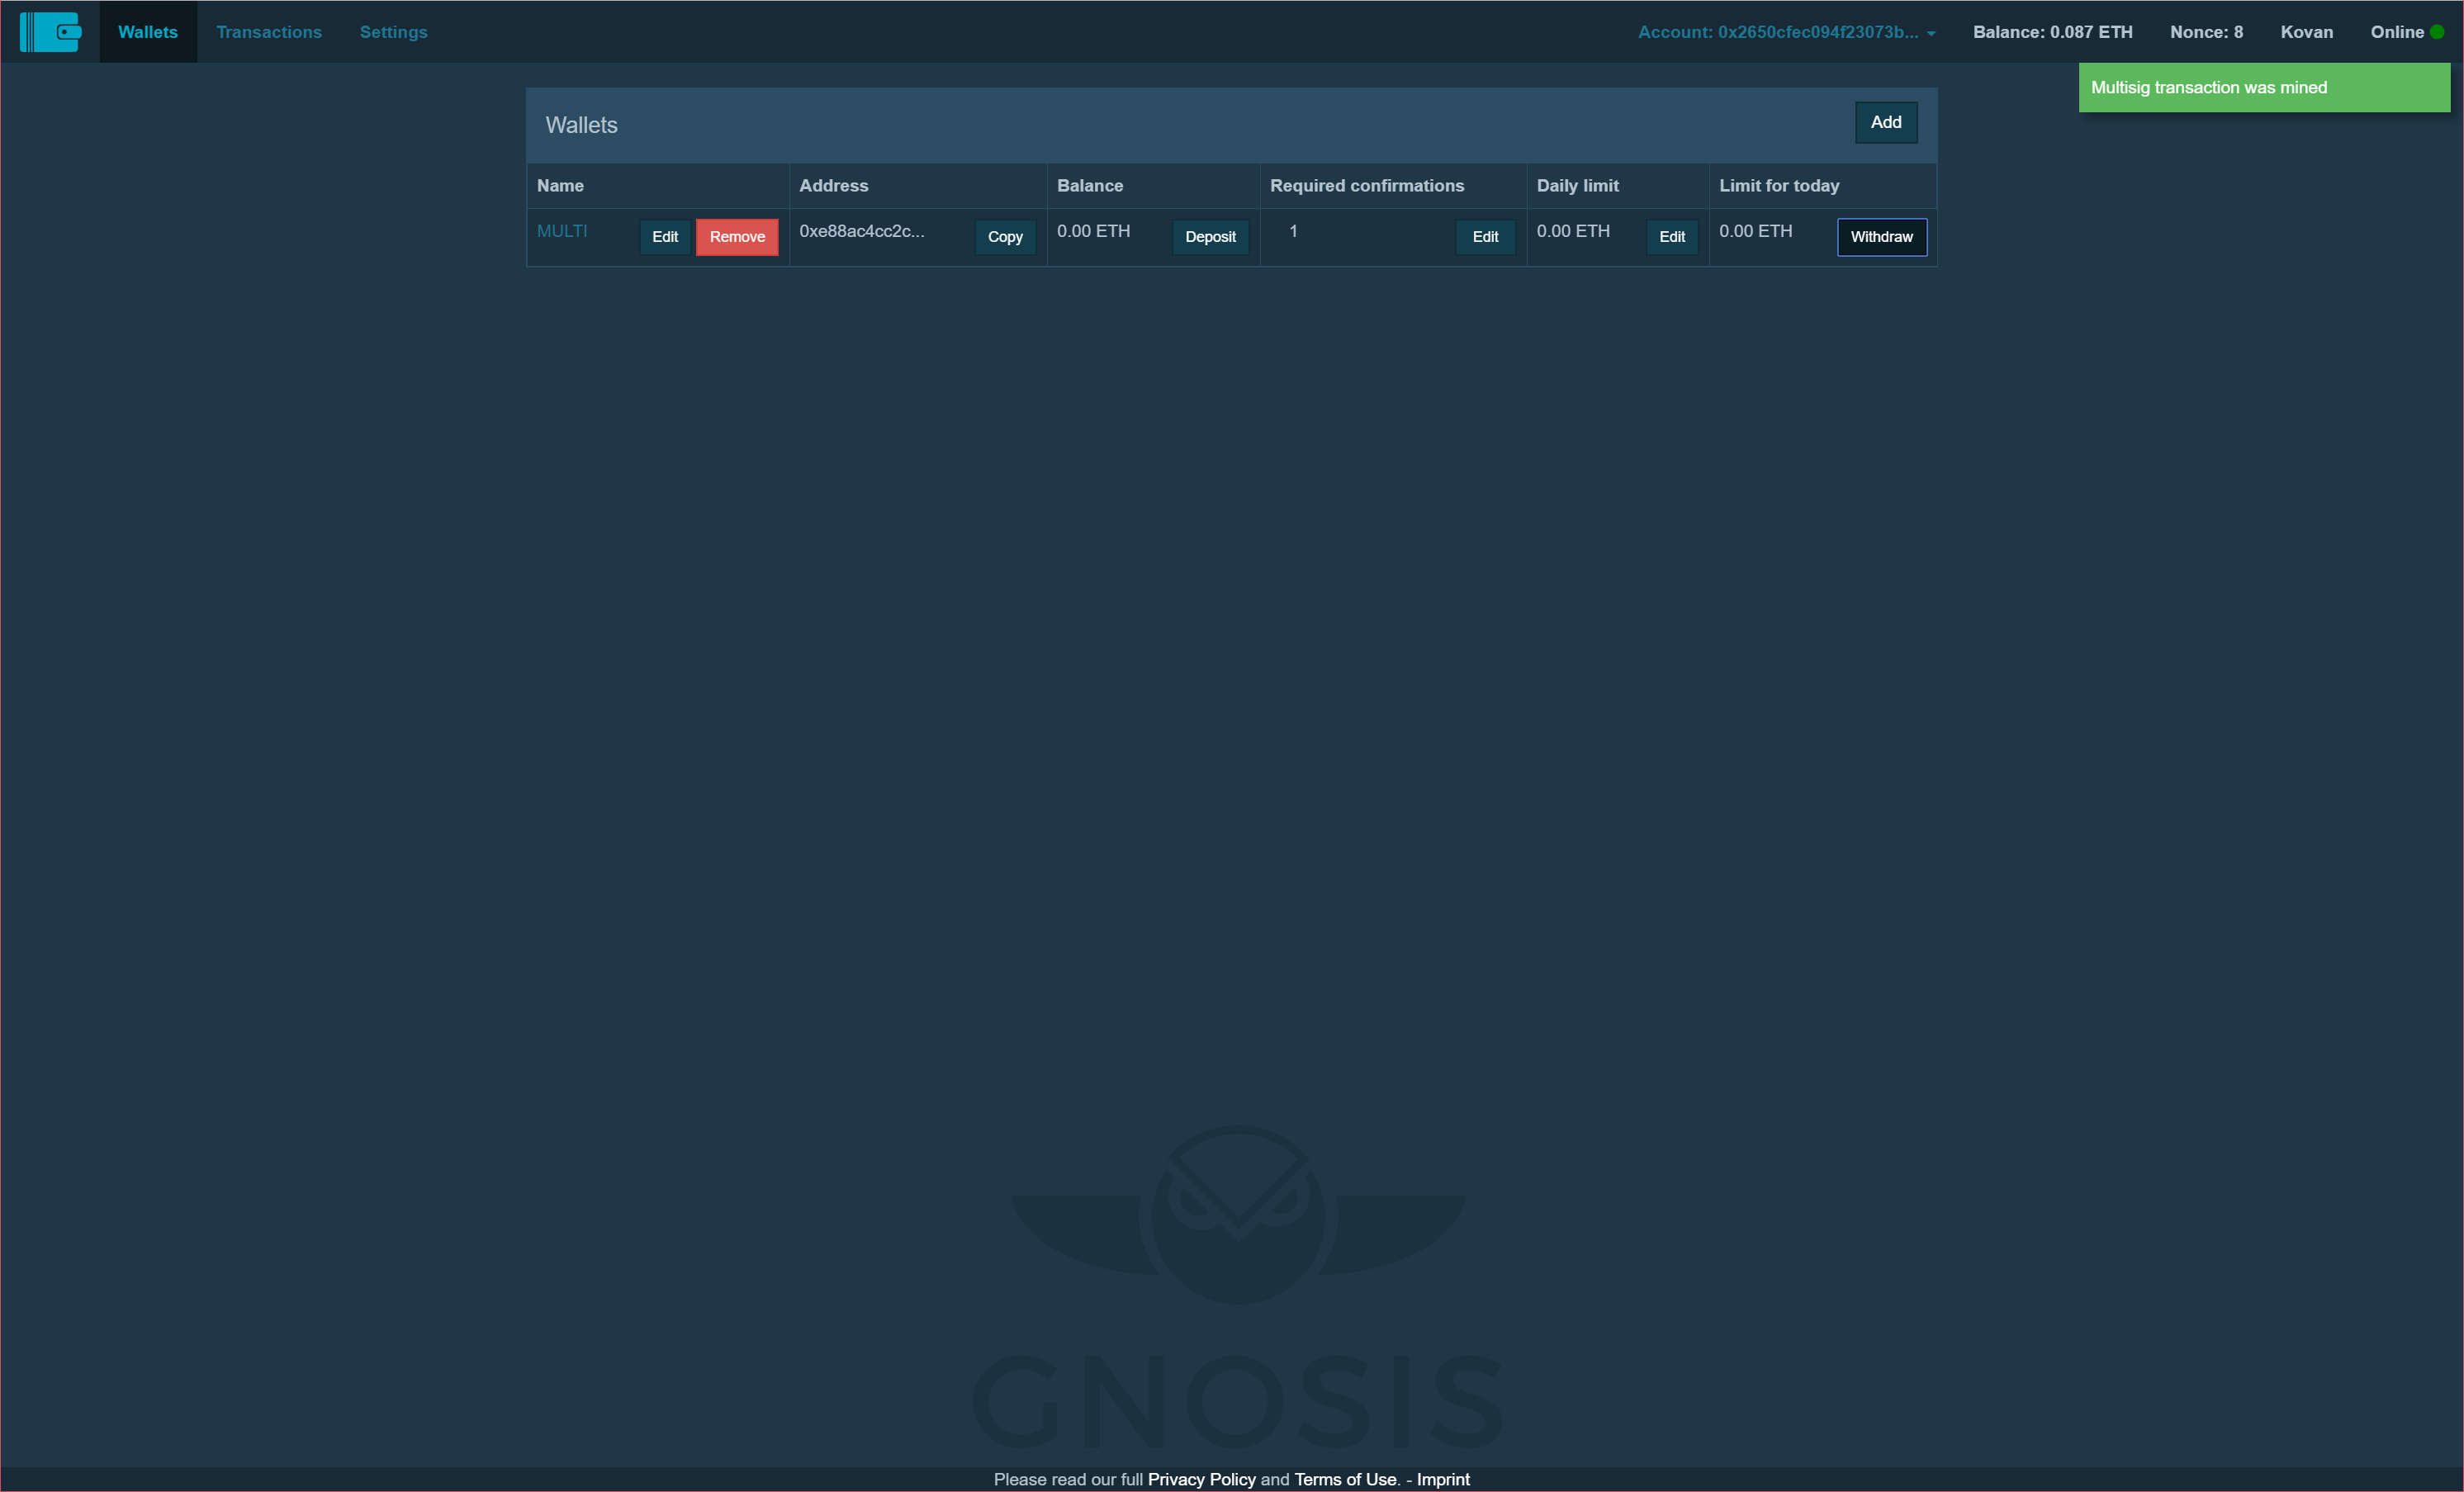 Wallets Transactions Settings Account: 0x2650cfec094f23073b... Balance: 0.087 ETH Nonce: 8 Kovan Online
Multisig transaction was mined
Wallets Add
Name Address Balance Required confirmations Daily limit Limit for today
MULTI Edit Remove 0xe88ac4cc2c... Copy 0.00 ETH Deposit 1 Edit 0.00 ETH Edit 0.00 ETH Withdraw
GNOSIS
Please read our full Privacy Policy and Terms of Use. - Imprint